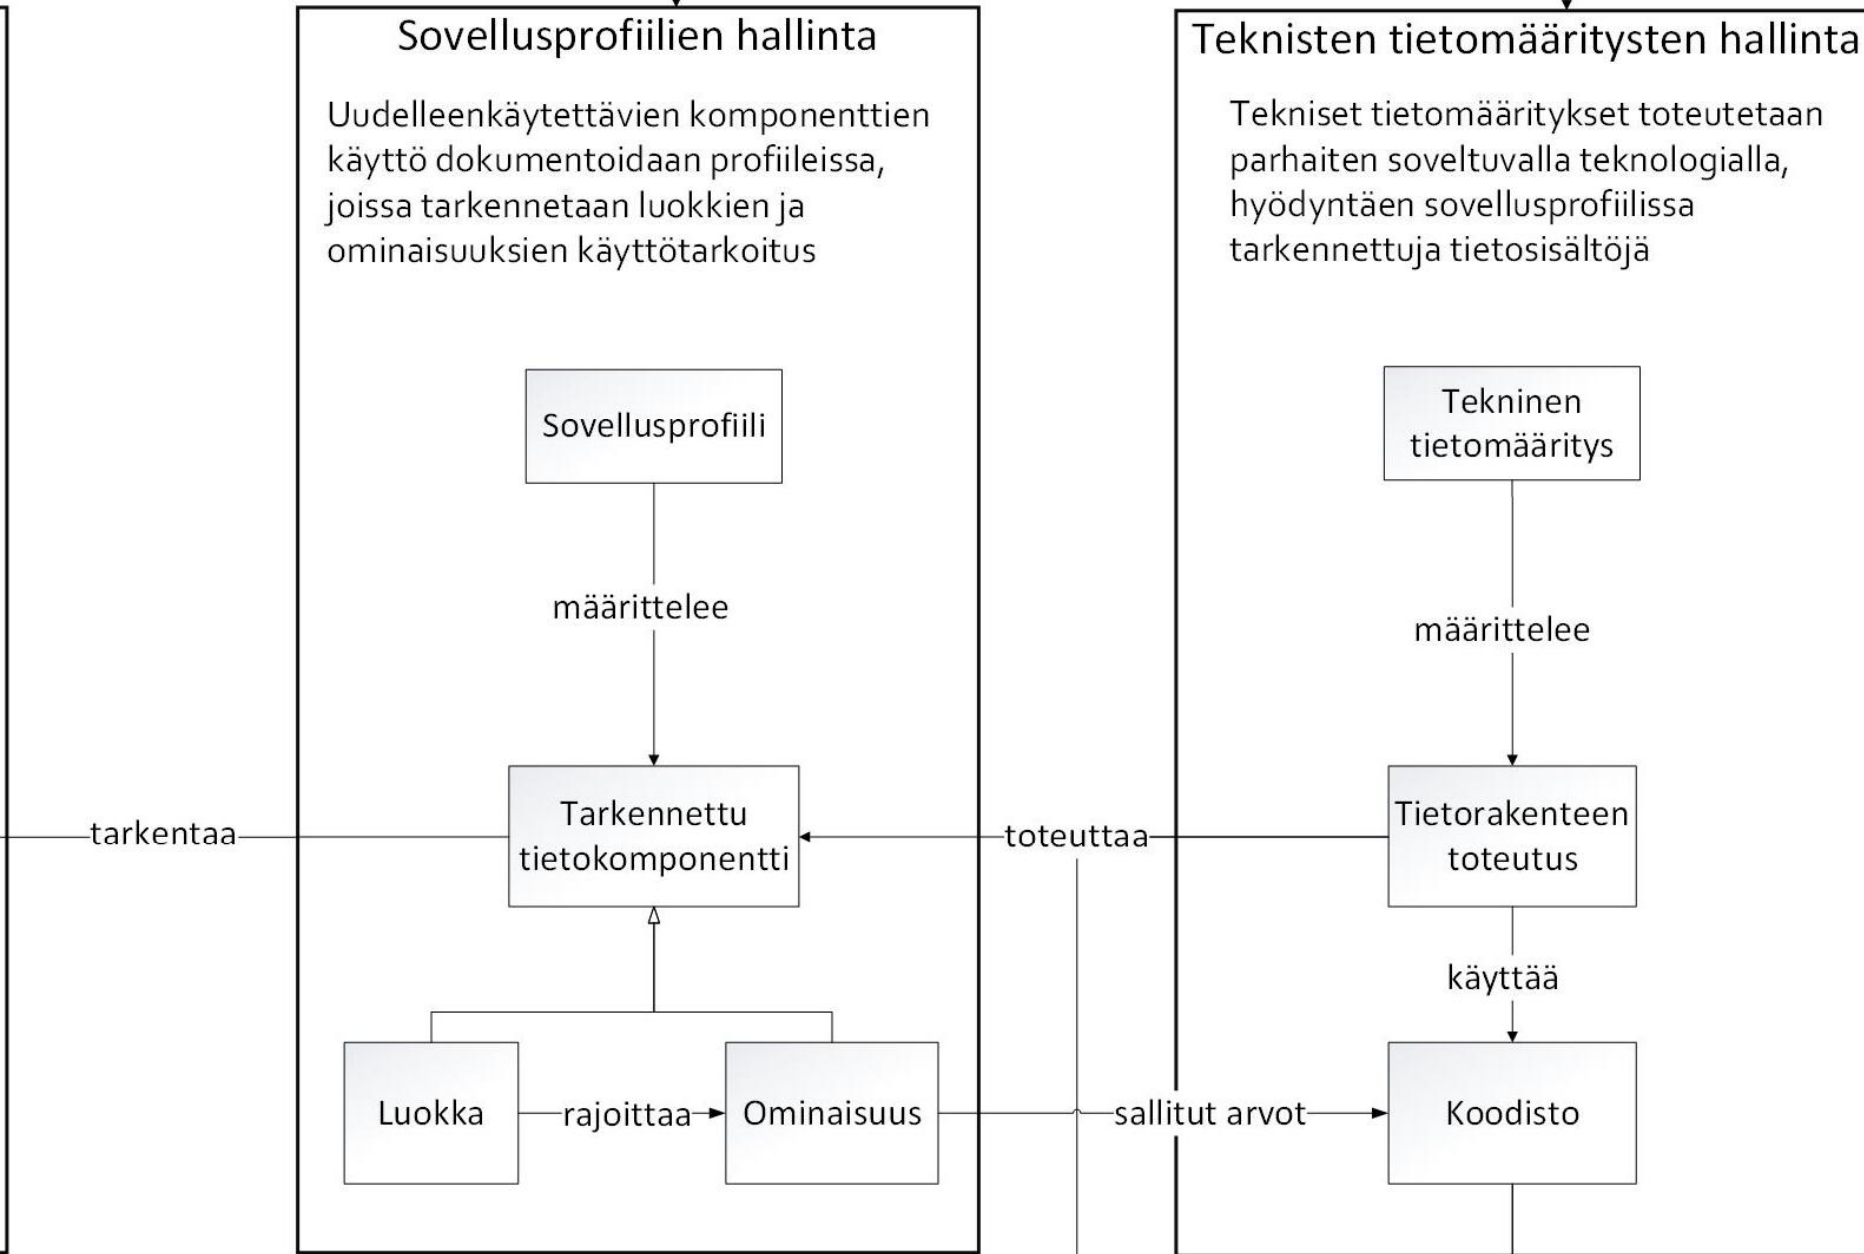 Sovellusprofiilien hallinta
Uudelleenkäytettävien komponenttien
käyttö dokumentoidaan profiileissa,
joissa tarkennetaan luokkien ja
ominaisuuksien käyttötarkoitus
Sovellusprofiili
määrittelee
tarkentaa
Tarkennettu
tietokomponentti
Luokka
rajoittaa
Ominaisuus
toteuttaa
sallitut arvot
Teknisten tietomääritysten hallinta
Tekniset tietomääritykset toteutetaan
parhaiten soveltuvalla teknologialla,
hyödyntäen sovellusprofiilissa
tarkennettuja tietosisältöjä
Tekninen
tietomääritys
määrittelee
Tietorakenteen
toteutus
käyttää
Koodisto